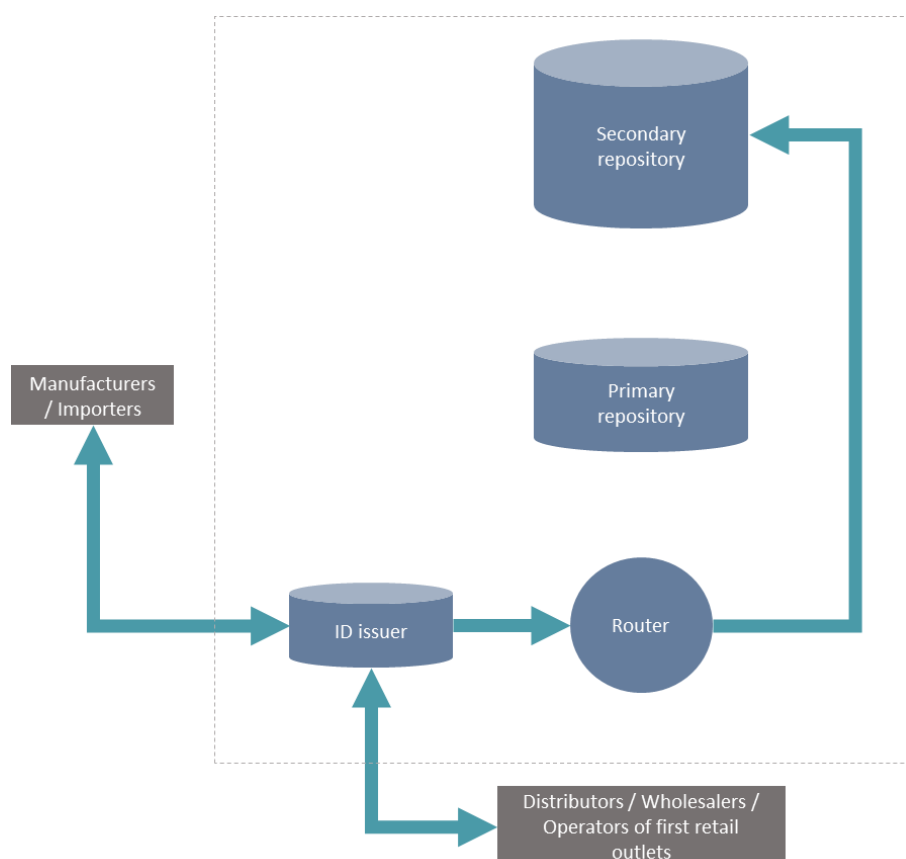 Secondary
repository
Primary
repository
Manufacturers
/ Importers
ID issuer
Router
Distributors / Wholesalers /
Operators of first retail
outlets